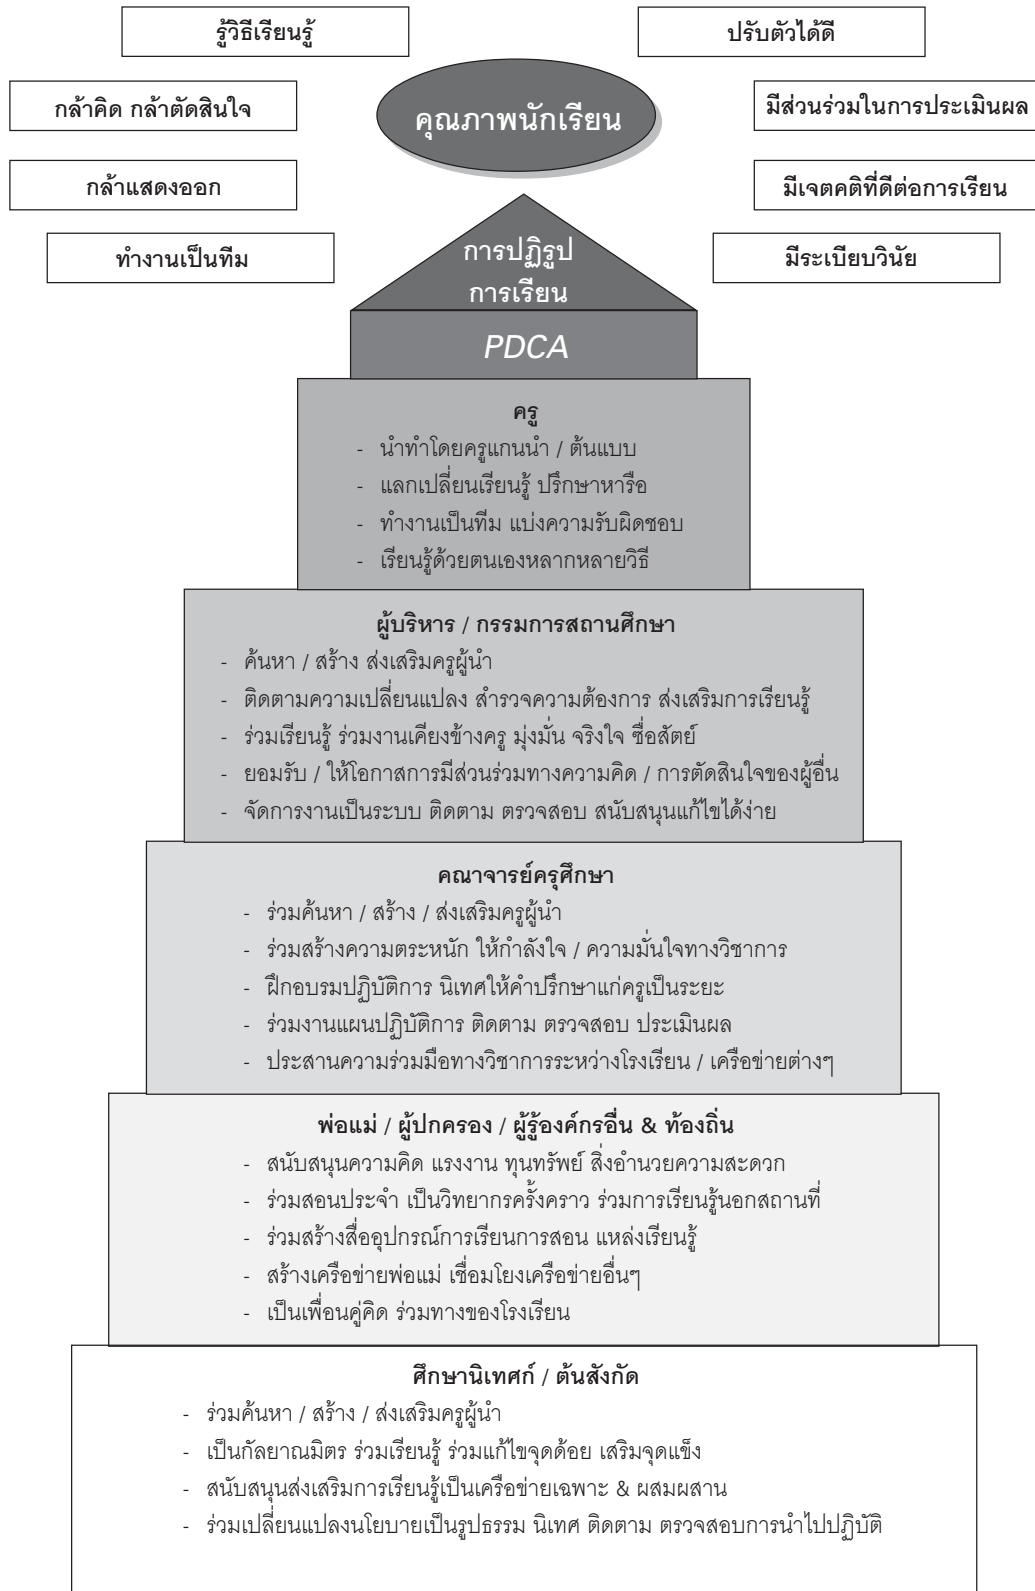 รู้วิธีเรียนรู้
ปรับตัวได้ดี
กล้าคิด กล้าตัดสินใจ
คุณภาพนักเรียน
มีส่วนร่วมในการประเมินผล
กล้าแสดงออก
มีเจตคติที่ดีต่อการเรียน
ทำงานเป็นทีม
การปฏิรูป
การเรียน
มีระเบียบวินัย
PDCA
ครู
- นำทำโดยครูแกนนำ / ต้นแบบ
- แลกเปลี่ยนเรียนรู้ ปรึกษาหารือ
- ทำงานเป็นทีม แบ่งความรับผิดชอบ
- เรียนรู้ด้วยตนเองหลากหลายวิธี
ผู้บริหาร / กรรมการสถานศึกษา
- ค้นหา / สร้าง ส่งเสริมครูผู้นำ
- ติดตามความเปลี่ยนแปลง สำรวจความต้องการ ส่งเสริมการเรียนรู้
- ร่วมเรียนรู้ ร่วมงานเคียงข้างครู มุ่งมั่น จริงใจ ซื่อสัตย์
- ยอมรับ / ให้โอกาสการมีส่วนร่วมทางความคิด / การตัดสินใจของผู้อื่น
- จัดการงานเป็นระบบ ติดตาม ตรวจสอบ สนับสนุนแก้ไขได้ง่าย
คณาจารย์ครุศึกษา
- ร่วมค้นหา / สร้าง / ส่งเสริมครูผู้นำ
- ร่วมสร้างความตระหนัก ให้กำลังใจ / ความมั่นใจทางวิชาการ
- ฝึกอบรมปฏิบัติการ นิเทศให้คำปรึกษาแก่ครูเป็นระยะ
- ร่วมงานแผนปฏิบัติการ ติดตาม ตรวจสอบ ประเมินผล
- ประสานความร่วมมือทางวิชาการระหว่างโรงเรียน / เครือข่ายต่างๆ
พ่อแม่ / ผู้ปกครอง / ผู้รู้องค์กรอื่น & ท้องถิ่น
- สนับสนุนความคิด แรงงาน ทุนทรัพย์ สิ่งอำนวยความสะดวก
- ร่วมสอนประจำ เป็นวิทยากรครั้งคราว ร่วมการเรียนรู้นอกสถานที่
- ร่วมสร้างสื่ออุปกรณ์การเรียนการสอน แหล่งเรียนรู้
- สร้างเครือข่ายพ่อแม่ เชื่อมโยงเครือข่ายอื่นๆ
- เป็นเพื่อนคู่คิด ร่วมทางของโรงเรียน
ศึกษานิเทศก์ / ต้นสังกัด
- ร่วมค้นหา / สร้าง / ส่งเสริมครูผู้นำ
- เป็นกัลยาณมิตร ร่วมเรียนรู้ ร่วมแก้ไขจุดด้อย เสริมจุดแข็ง
- สนับสนุนส่งเสริมการเรียนรู้เป็นเครือข่ายเฉพาะ & ผสมผสาน
- ร่วมเปลี่ยนแปลงนโยบายเป็นรูปธรรม นิเทศ ติดตาม ตรวจสอบการนำไปปฏิบัติ